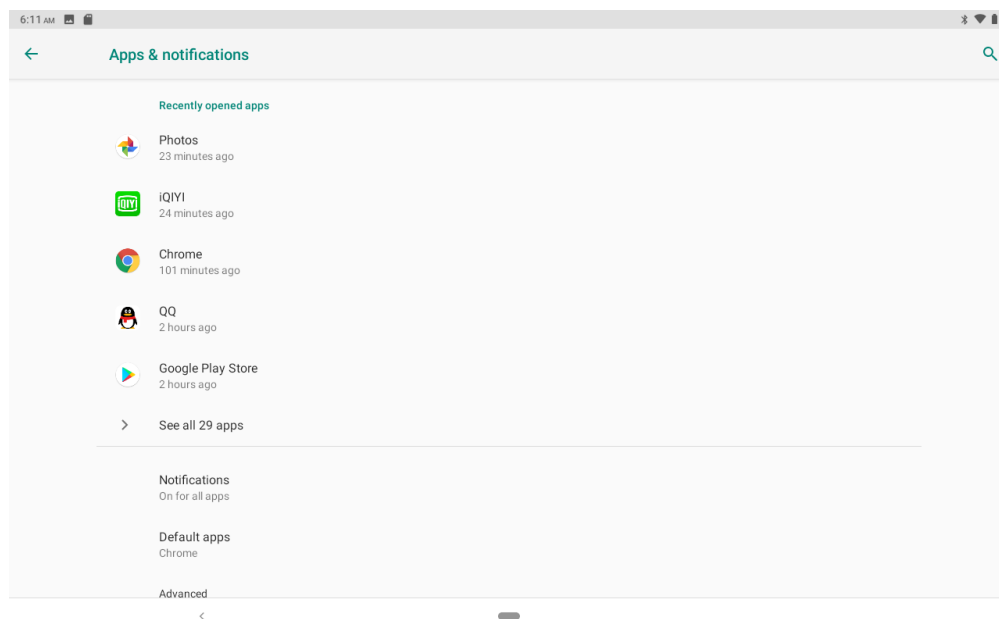 6:11 AM
Apps & notifications
Recently opened apps
Photos
23 minutes ago
iQIYI
iQIYI
24 minutes ago
Chrome
101 minutes ago
QQ
2 hours ago
Google Play Store
2 hours ago
See all 29 apps
Notifications
On for all apps
Default apps
Chrome
Advanced